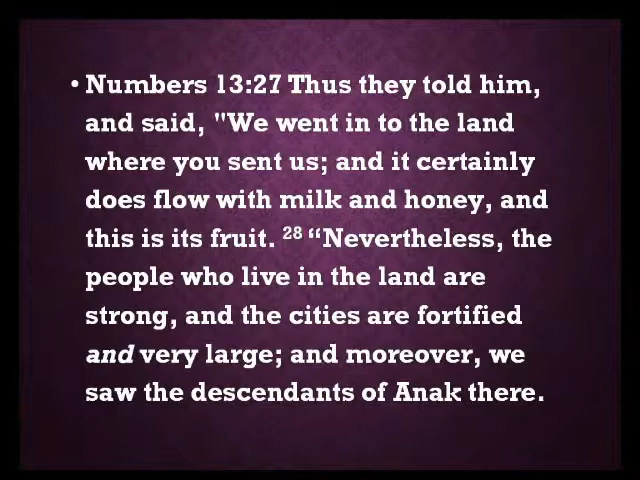 • Numbers 13:27 Thus they told him,
and said, "We went in to the land
where you sent us; and it certainly
does flow with milk and honey, and
this is its fruit. 28 “Nevertheless, the
people who live in the land are
strong, and the cities are fortified
and very large; and moreover, we
saw the descendants of Anak there.